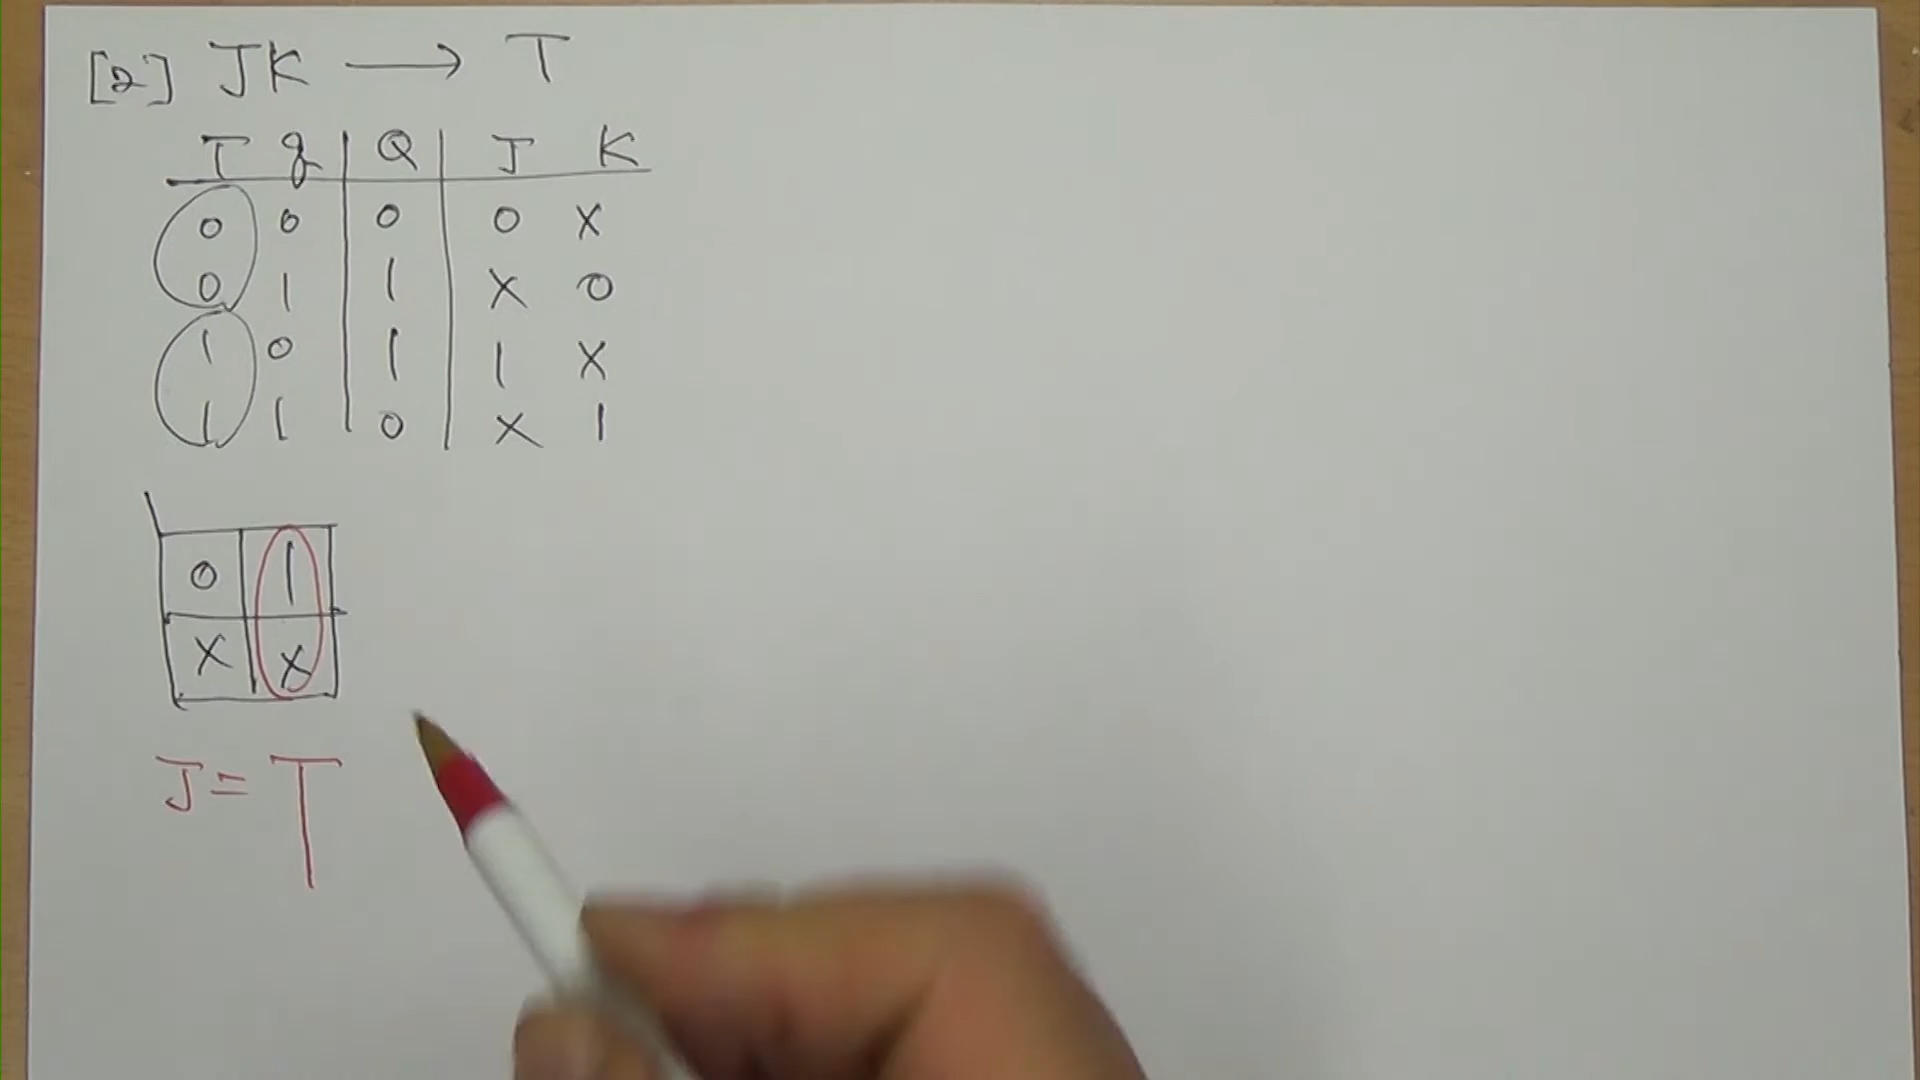 [2] JK → T
T q Q J K
0 0 0 0 X
0 1 1 X 0
1 0 1 1 X
1 1 0 X 1
0 1
X X
J = T